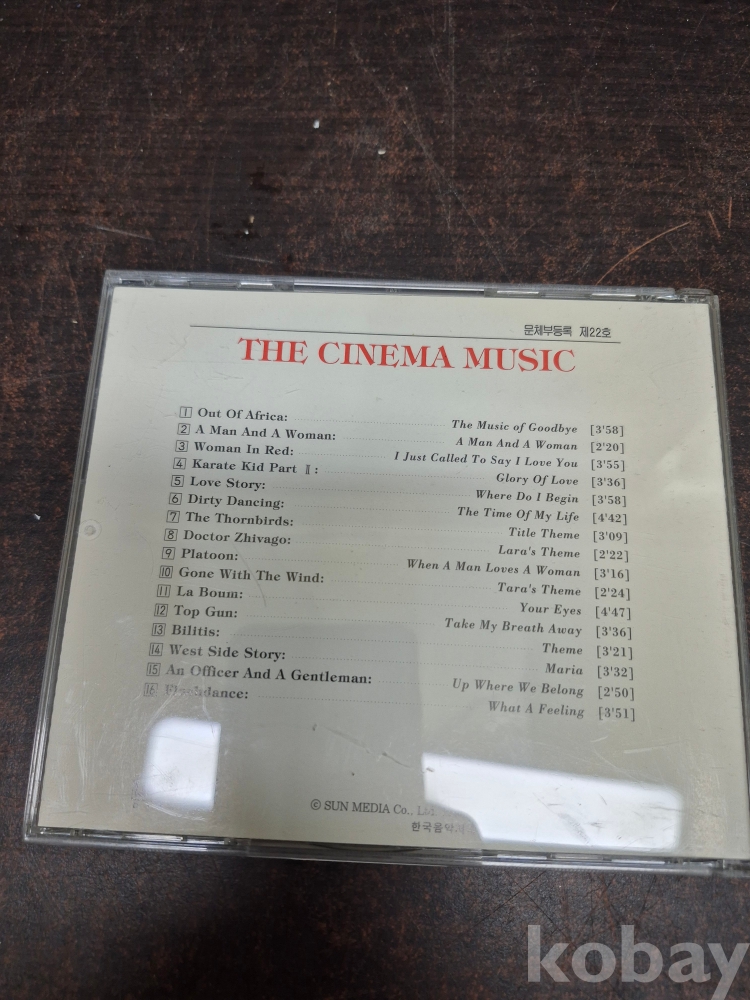 문체부등록 제22호
THE CINEMA MUSIC
1 Out Of Africa: The Music of Goodbye [3'58]
2 A Man And A Woman: A Man And A Woman [2'20]
3 Woman In Red: I Just Called To Say I Love You [3'55]
4 Karate Kid Part Ⅱ: Glory Of Love [3'36]
5 Love Story: Where Do I Begin [3'58]
6 Dirty Dancing: The Time Of My Life [4'42]
7 The Thornbirds: Title Theme [3'09]
8 Doctor Zhivago: Lara's Theme [2'22]
9 Platoon: When A Man Loves A Woman [3'16]
10 Gone With The Wind: Tara's Theme [2'24]
11 La Boum: Your Eyes [4'47]
12 Top Gun: Take My Breath Away [3'36]
13 Bilitis: Theme [3'21]
14 West Side Story: Maria [3'32]
15 An Officer And A Gentleman: Up Where We Belong [2'50]
16 Flashdance: What A Feeling [3'51]
© SUN MEDIA Co., Ltd
한국음악
kobay